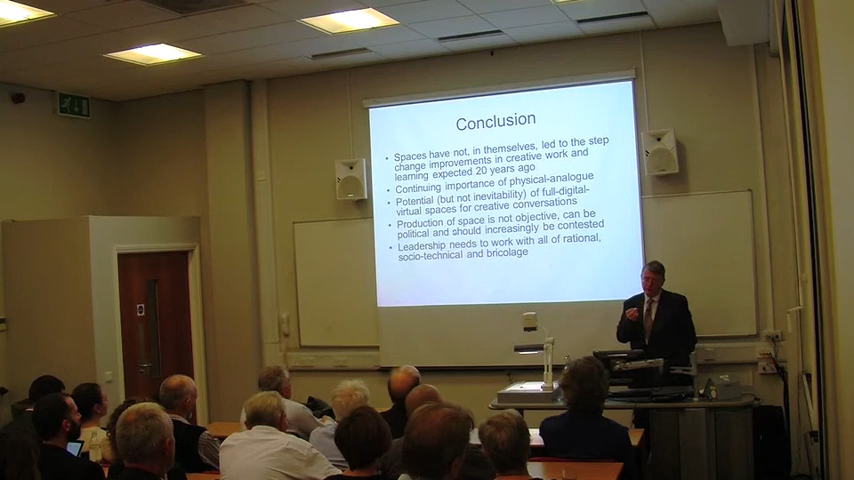 Conclusion
• Spaces have not, in themselves, led to the step
change improvements in creative work and
learning expected 20 years ago
• Continuing importance of physical-analogue
• Potential (but not inevitability) of full-digital-
virtual spaces for creative conversations
• Production of space is not objective, can be
political and should increasingly be contested
• Leadership needs to work with all of rational,
socio-technical and bricolage